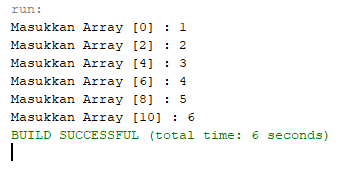 run:
Masukkan Array [0] : 1
Masukkan Array [2] : 2
Masukkan Array [4] : 3
Masukkan Array [6] : 4
Masukkan Array [8] : 5
Masukkan Array [10] : 6
BUILD SUCCESSFUL (total time: 6 seconds)